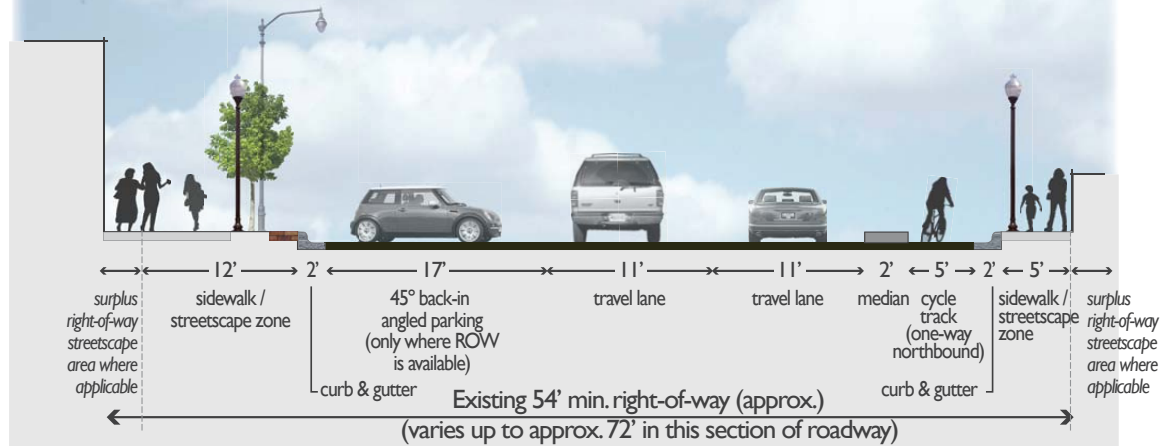 12’
2’
17’
11’
11’
2’
5’
2’
5’
surplus
right-of-way
streetscape
area where
applicable
sidewalk /
streetscape zone
45° back-in
angled parking
(only where ROW
is available)
travel lane
travel lane
median
cycle
track
(one-way
northbound)
sidewalk /
streetscape
zone
surplus
right-of-way
streetscape
area where
applicable
curb & gutter
curb & gutter
Existing 54’ min. right-of-way (approx.)
(varies up to approx. 72’ in this section of roadway)